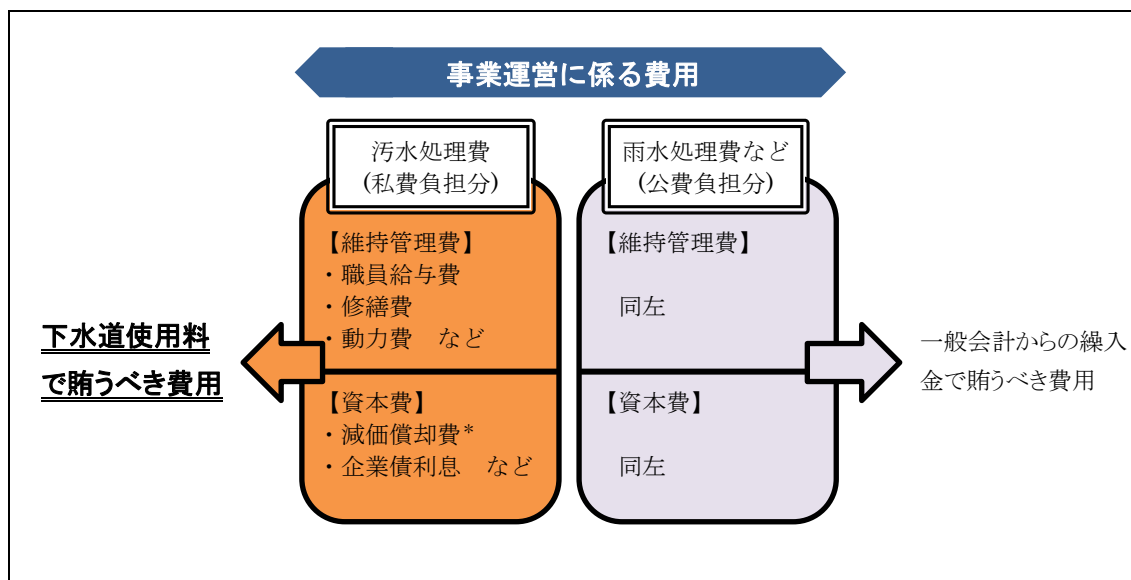 事業運営に係る費用
汚水処理費
(私費負担分)
【維持管理費】
・職員給与費
・修繕費
・動力費　など
【資本費】
・減価償却費*
・企業債利息　など
雨水処理費など
(公費負担分)
【維持管理費】
同左
【資本費】
同左
下水道使用料
で賄うべき費用
一般会計からの繰入
金で賄うべき費用